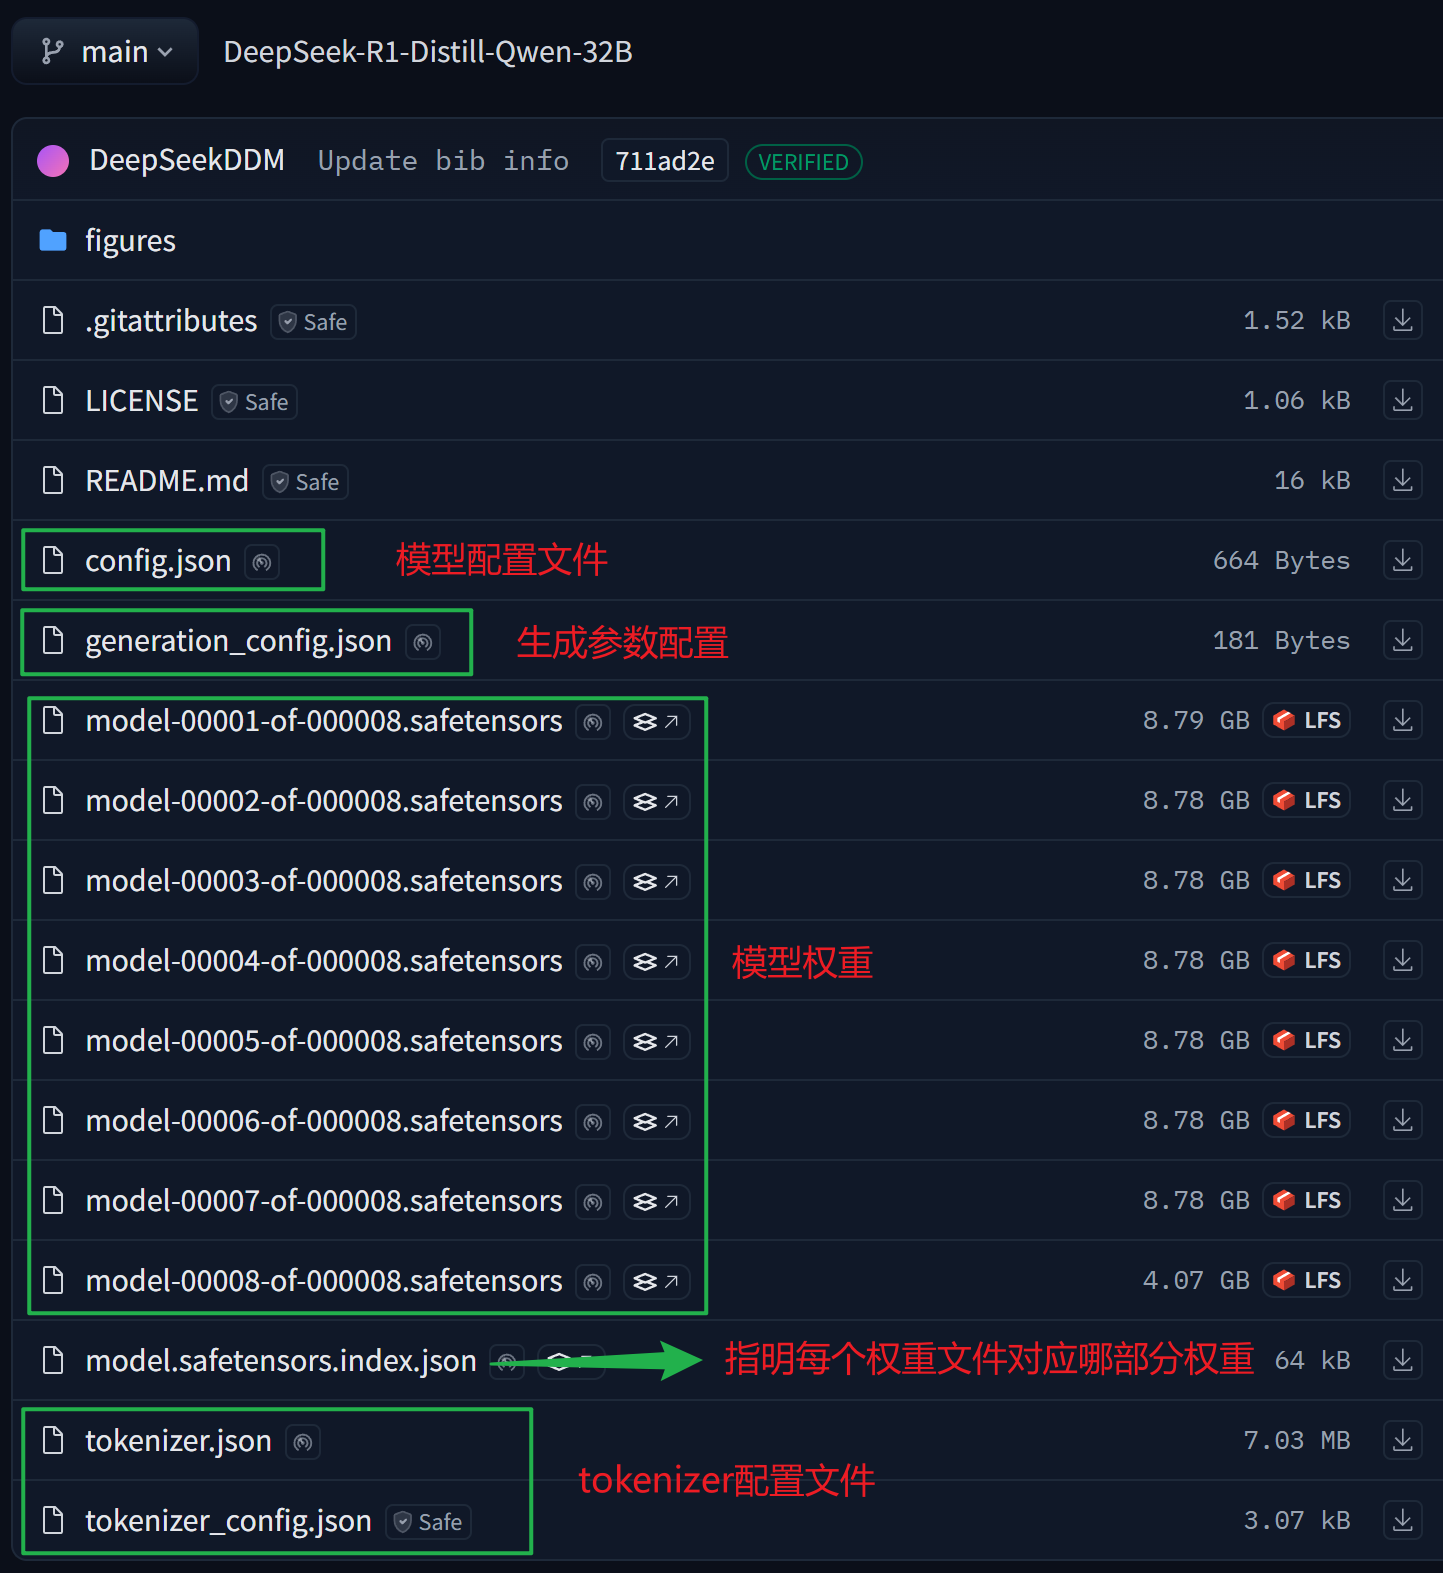 main DeepSeek-R1-Distill-Qwen-32B
DeepSeekDDM Update bib info 711ad2e VERIFIED
figures
.gitattributes Safe 1.52 kB
LICENSE Safe 1.06 kB
README.md Safe 16 kB
config.json 模型配置文件 664 Bytes
generation_config.json 生成参数配置 181 Bytes
model-00001-of-000008.safetensors 8.79 GB LFS
model-00002-of-000008.safetensors 8.78 GB LFS
model-00003-of-000008.safetensors 8.78 GB LFS
model-00004-of-000008.safetensors 模型权重 8.78 GB LFS
model-00005-of-000008.safetensors 8.78 GB LFS
model-00006-of-000008.safetensors 8.78 GB LFS
model-00007-of-000008.safetensors 8.78 GB LFS
model-00008-of-000008.safetensors 4.07 GB LFS
model.safetensors.index.json 指明每个权重文件对应哪部分权重 64 kB
tokenizer.json 7.03 MB
tokenizer配置文件
tokenizer_config.json Safe 3.07 kB